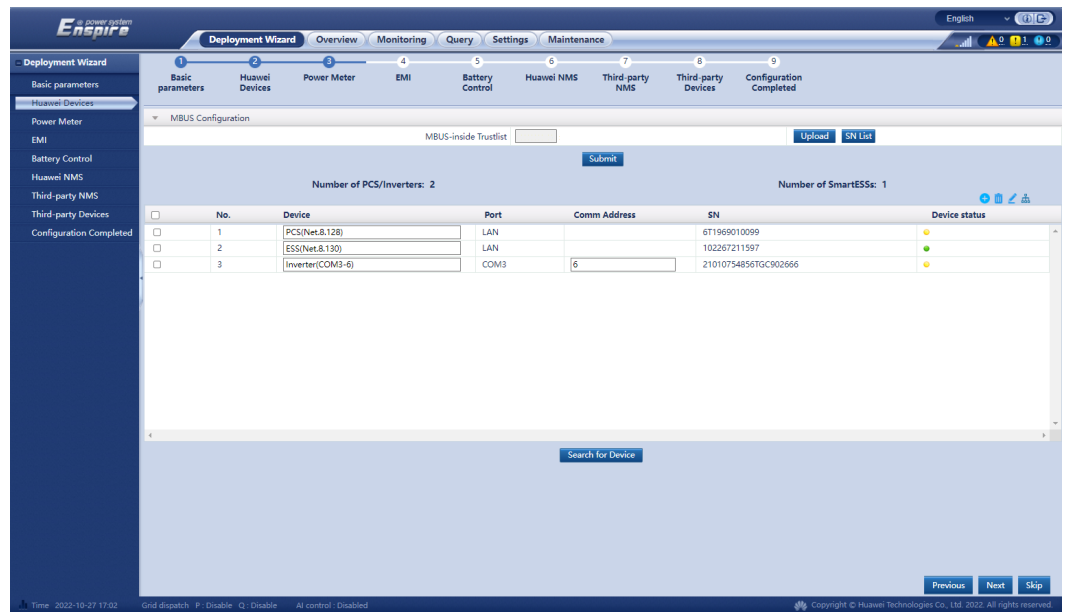 Enspire e power system
English
Deployment Wizard Overview Monitoring Query Settings Maintenance
0 1 0
Deployment Wizard
Basic parameters
Huawei Devices
Power Meter
EMI
Battery Control
Huawei NMS
Third-party NMS
Third-party Devices
Configuration Completed
1 2 3 4 5 6 7 8 9
Basic parameters
Huawei Devices
Power Meter
EMI
Battery Control
Huawei NMS
Third-party NMS
Third-party Devices
Configuration Completed
MBUS Configuration
MBUS-inside Trustlist Upload SN List
Submit
Number of PCS/Inverters: 2 Number of SmartESSs: 1
No. Device Port Comm Address SN Device status
1 PCS(Net.8.128) LAN 6T1969010099
2 ESS(Net.8.130) LAN 102267211597
3 Inverter(COM3-6) COM3 6 21010754856TGC902666
Search for Device
Previous Next Skip
Time 2022-10-27 17:02 Grid dispatch P : Disable Q : Disable AI control : Disabled Copyright © Huawei Technologies Co., Ltd. 2022. All rights reserved.